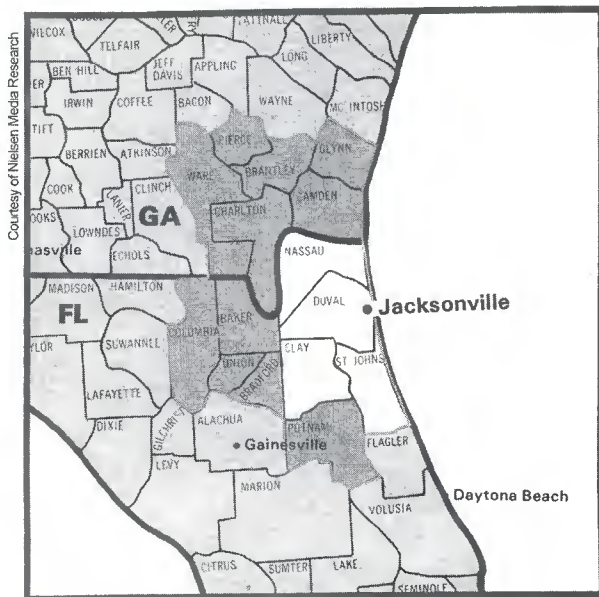 Courtesy of Nielsen Media Research
WILCOX
TATTNALL
TELFAIR
LIBERTY
LONG
BEN HILL
JEFF DAVIS
APPLING
IRWIN
COFFEE
BACON
WAYNE
MC INTOSH
TIFT
PIERCE
GLYNN
BERRIEN
ATKINSON
WARE
BRANTLEY
COOK
LANIER
CLINCH
CHARLTON
CAMDEN
GA
LOWNDES
NASSAU
ECHOLS
MADISON
HAMILTON
FL
COLUMBIA
BAKER
DUVAL
Jacksonville
SUWANNEE
UNION
CLAY
ST JOHNS
LAFAYETTE
BRADFORD
DIXIE
GILCHRIST
ALACHUA
PUTNAM
Gainesville
FLAGLER
LEVY
MARION
Daytona Beach
VOLUSIA
CITRUS
SUMTER
LAKE
SEMINOLE